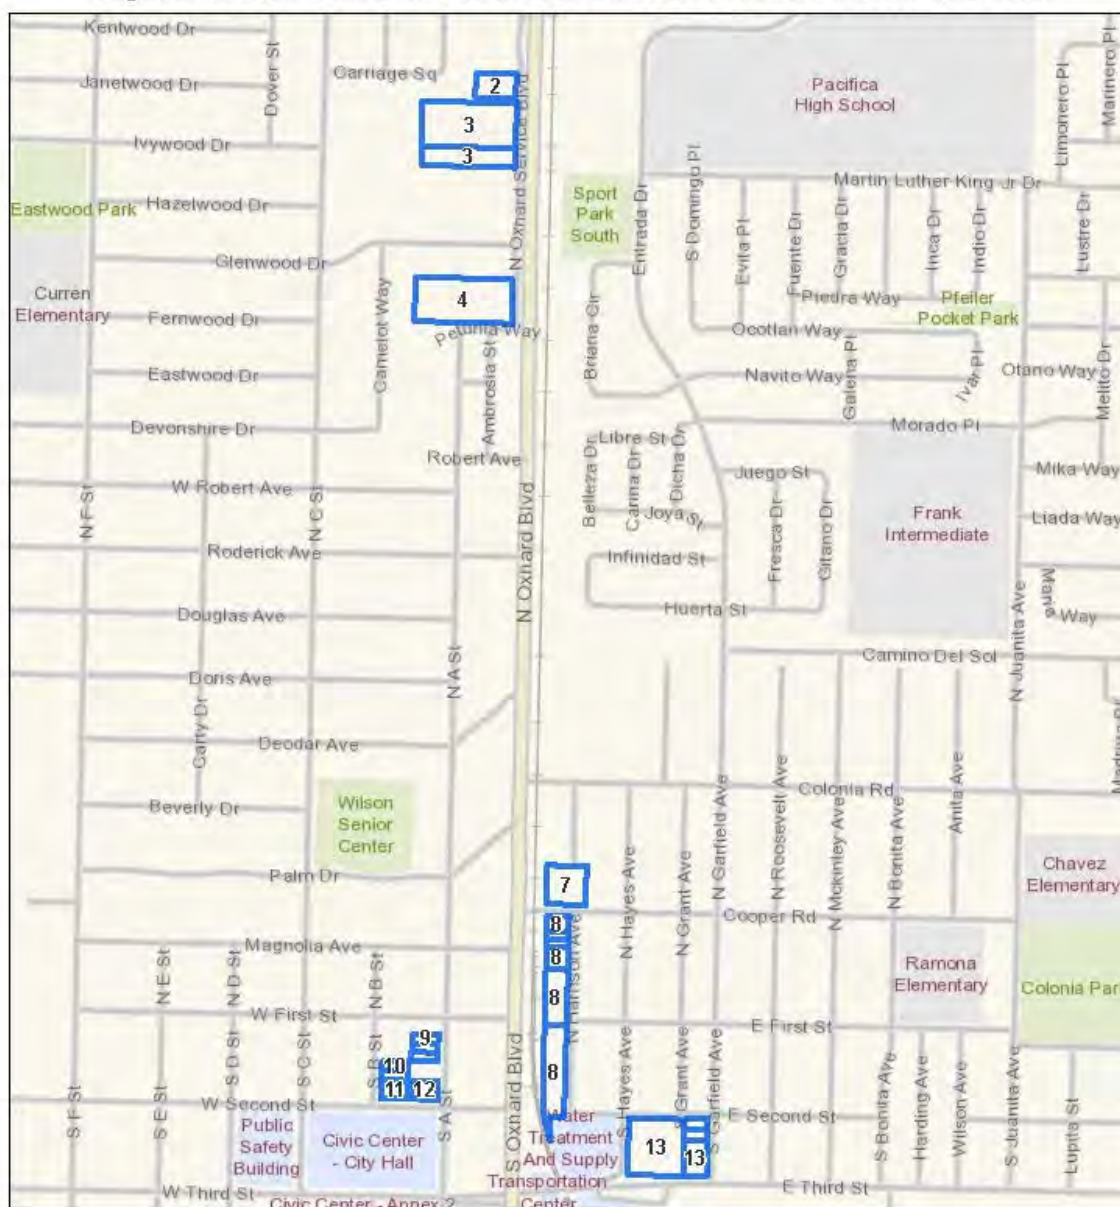 Kentwood Dr
Janetwood Dr
Dover St
Carriage Sq
2
3
3
N Oxnard Service Blvd
Pacifica
High School
Limonero Pl
Marinero Pl
Ivywood Dr
Eastwood Park
Hazelwood Dr
Glenwood Dr
Sport
Park
South
Entrada Dr
S Domingo Pl
Martin Luther King Jr Dr
Evita Pl
Fuente Dr
Gracia Dr
Inca Dr
Indio Dr
Lustre Dr
Curren
Elementary
Fernwood Dr
Camelot Way
4
Petunia Way
Piedra Way
Pfeiler
Pocket Park
Ocotlan Way
Eastwood Dr
Ambrosia St
Briana Cir
Navito Way
Galena Pl
Ivar Pl
Otano Way
Melito Dr
Devonshire Dr
Robert Ave
Libre St
Morado Pl
Belleza Dr
Carina Dr
Dicha Dr
Juego St
Mika Way
N F St
W Robert Ave
N C St
N Oxnard Blvd
Joya St
Fresca Dr
Gitano Dr
Frank
Intermediate
Liada Way
Roderick Ave
Infinidad St
Douglas Ave
Huerta St
Way
N Juanita Ave
Camino Del Sol
Doris Ave
N A St
Carty Dr
Deodar Ave
Beverly Dr
Wilson
Senior
Center
Colonia Rd
Anita Ave
Palm Dr
7
N Hayes Ave
N Grant Ave
N Garfield Ave
N Roosevelt Ave
N Mckinley Ave
N Bonita Ave
Chavez
Elementary
Cooper Rd
8
8
8
8
N Harrison Ave
Magnolia Ave
N E St
N D St
N B St
Ramona
Elementary
Colonia Par
W First St
E First St
9
10
11
12
S D St
S C St
S B St
S A St
S Oxnard Blvd
S Hayes Ave
S Grant Ave
S Garfield Ave
S Bonita Ave
Harding Ave
Wilson Ave
S Juanita Ave
Lupita St
S F St
S E St
W Second St
E Second St
Public
Safety
Building
Civic Center
- City Hall
Water
Treatment
And Supply
Transportation
Center
13
13
W Third St
E Third St
Civic Center - Annex 2